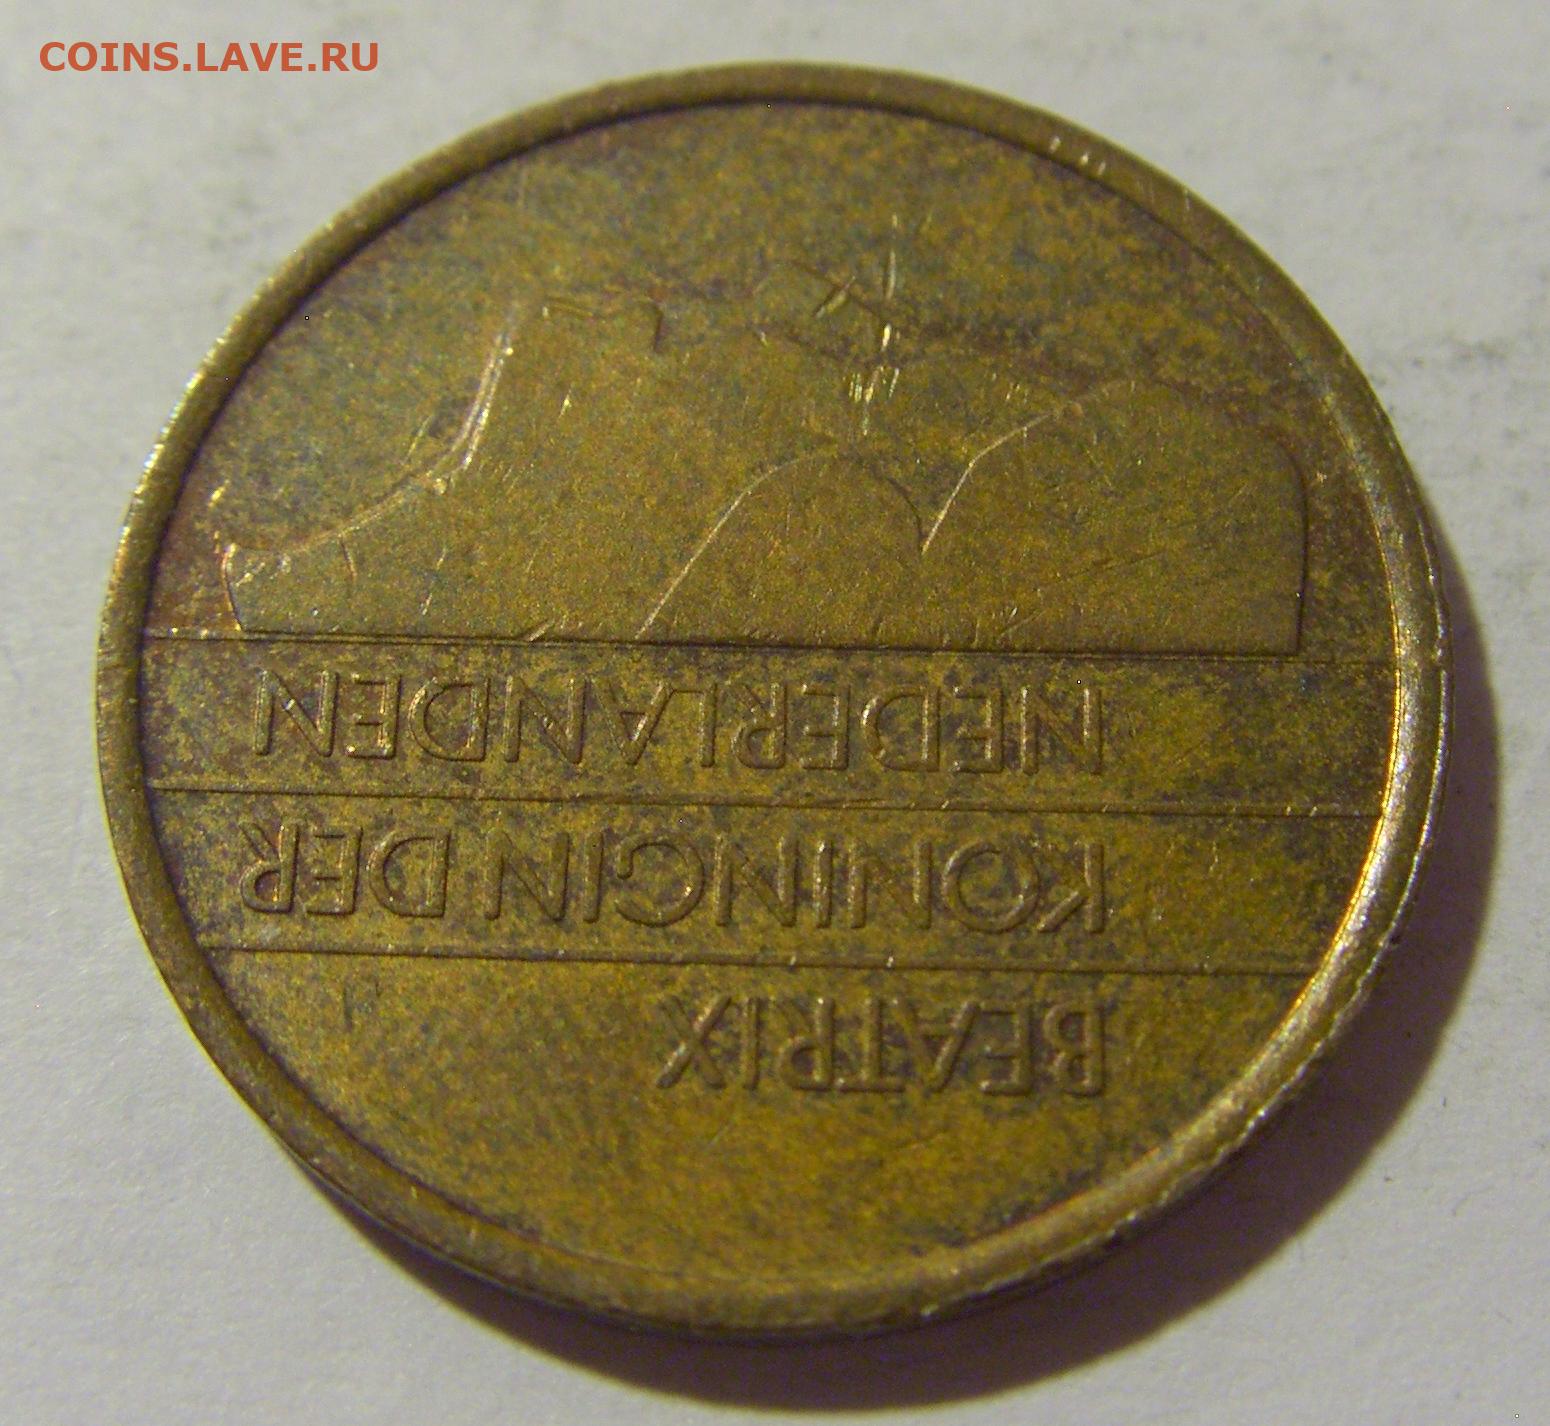 COINS.LAVE.RU
BEATRIX
KONINGIN DER
NEDERLANDEN